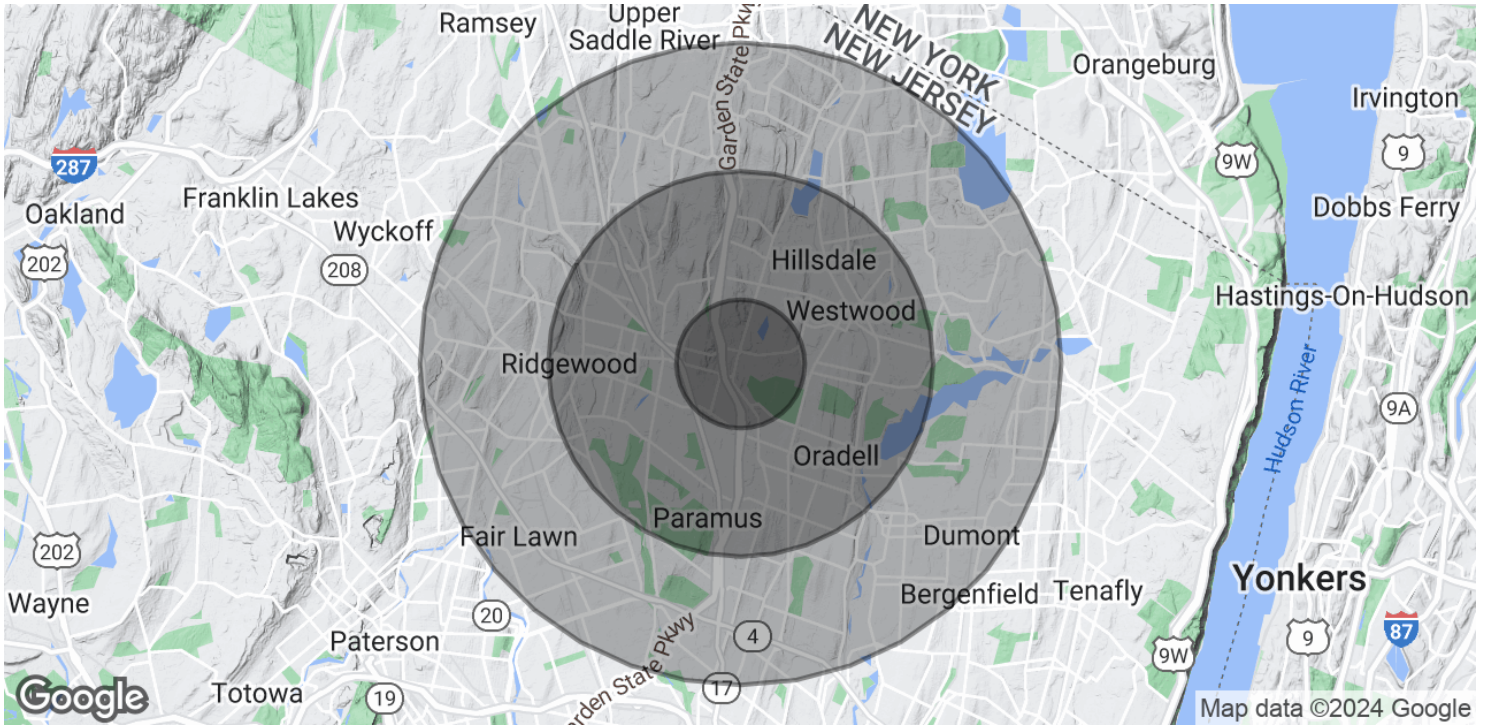 Ramsey
Upper
Saddle River
Garden State Pkwy
NEW YORK
NEW JERSEY
Orangeburg
Irvington
287
9W
9
Franklin Lakes
Oakland
Wyckoff
Dobbs Ferry
202
208
Hillsdale
Hastings-On-Hudson
Westwood
Ridgewood
Hudson River
9A
Oradell
Paramus
Fair Lawn
Dumont
202
Yonkers
Wayne
Bergenfield
Tenafly
20
4
9
87
Paterson
9W
Garden State Pkwy
17
Totowa
19
Google
Map data ©2024 Google